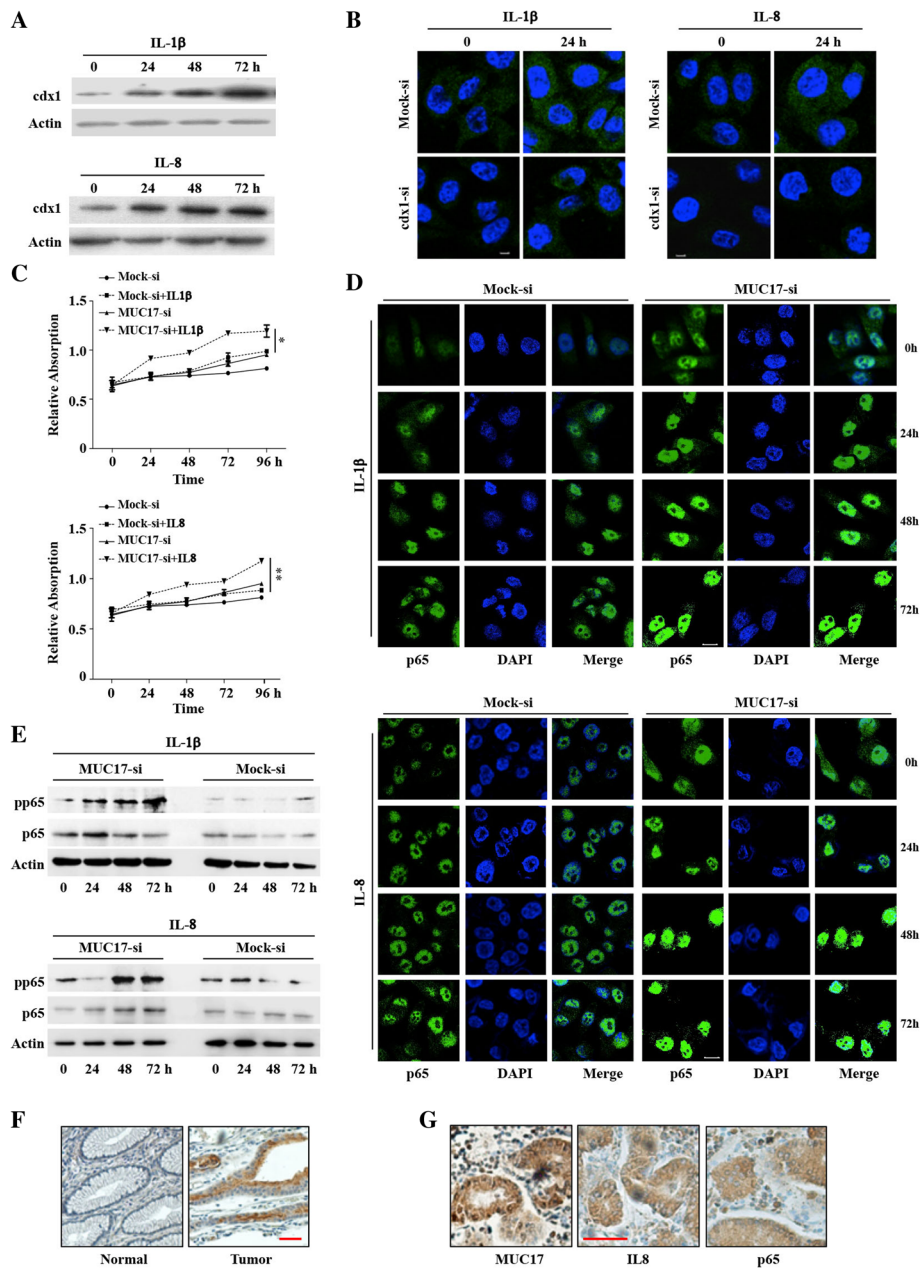 A
IL-1β
0 24 48 72 h
cdx1
Actin
IL-8
0 24 48 72 h
cdx1
Actin
B
IL-1β IL-8
0 24 h 0 24 h
Mock-si Mock-si
cdx1-si cdx1-si
C
Mock-si
Mock-si+IL1β
MUC17-si
MUC17-si+IL1β
Relative Absorption
1.5
1.0
0.5
0
*
0 24 48 72 96 h
Time
Mock-si
Mock-si+IL8
MUC17-si
MUC17-si+IL8
Relative Absorption
1.5
1.0
0.5
0
**
0 24 48 72 96 h
Time
D
Mock-si MUC17-si
IL-1β
0h
24h
48h
72h
p65 DAPI Merge p65 DAPI Merge
Mock-si MUC17-si
IL-8
0h
24h
48h
72h
p65 DAPI Merge p65 DAPI Merge
E
IL-1β
MUC17-si Mock-si
pp65
p65
Actin
0 24 48 72 h 0 24 48 72 h
IL-8
MUC17-si Mock-si
pp65
p65
Actin
0 24 48 72 h 0 24 48 72 h
F
Normal Tumor
G
MUC17 IL8 p65